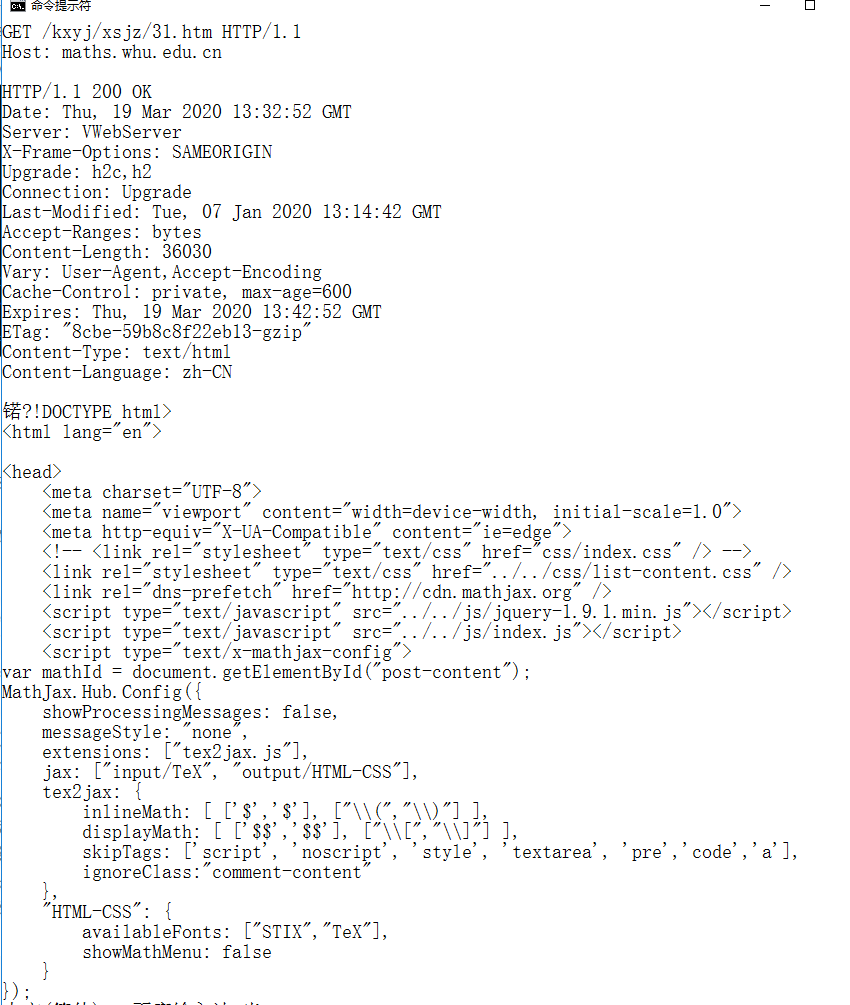 命令提示符
GET /kxyj/xsjz/31.htm HTTP/1.1
Host: maths.whu.edu.cn

HTTP/1.1 200 OK
Date: Thu, 19 Mar 2020 13:32:52 GMT
Server: VWebServer
X-Frame-Options: SAMEORIGIN
Upgrade: h2c,h2
Connection: Upgrade
Last-Modified: Tue, 07 Jan 2020 13:14:42 GMT
Accept-Ranges: bytes
Content-Length: 36030
Vary: User-Agent,Accept-Encoding
Cache-Control: private, max-age=600
Expires: Thu, 19 Mar 2020 13:42:52 GMT
ETag: "8cbe-59b8c8f22eb13-gzip"
Content-Type: text/html
Content-Language: zh-CN

锘?!DOCTYPE html>
<html lang="en">

<head>
    <meta charset="UTF-8">
    <meta name="viewport" content="width=device-width, initial-scale=1.0">
    <meta http-equiv="X-UA-Compatible" content="ie=edge">
    <!-- <link rel="stylesheet" type="text/css" href="css/index.css" /> -->
    <link rel="stylesheet" type="text/css" href="../../css/list-content.css" />
    <link rel="dns-prefetch" href="http://cdn.mathjax.org" />
    <script type="text/javascript" src="../../js/jquery-1.9.1.min.js"></script>
    <script type="text/javascript" src="../../js/index.js"></script>
    <script type="text/x-mathjax-config">
var mathId = document.getElementById("post-content");
MathJax.Hub.Config({
    showProcessingMessages: false,
    messageStyle: "none",
    extensions: ["tex2jax.js"],
    jax: ["input/TeX", "output/HTML-CSS"],
    tex2jax: {
        inlineMath: [ ['$','$'], ["\\(","\\)"] ],
        displayMath: [ ['$$','$$'], ["\\[","\\]"] ],
        skipTags: ['script', 'noscript', 'style', 'textarea', 'pre','code','a'],
        ignoreClass:"comment-content"
    },
    "HTML-CSS": {
        availableFonts: ["STIX","TeX"],
        showMathMenu: false
    }
});